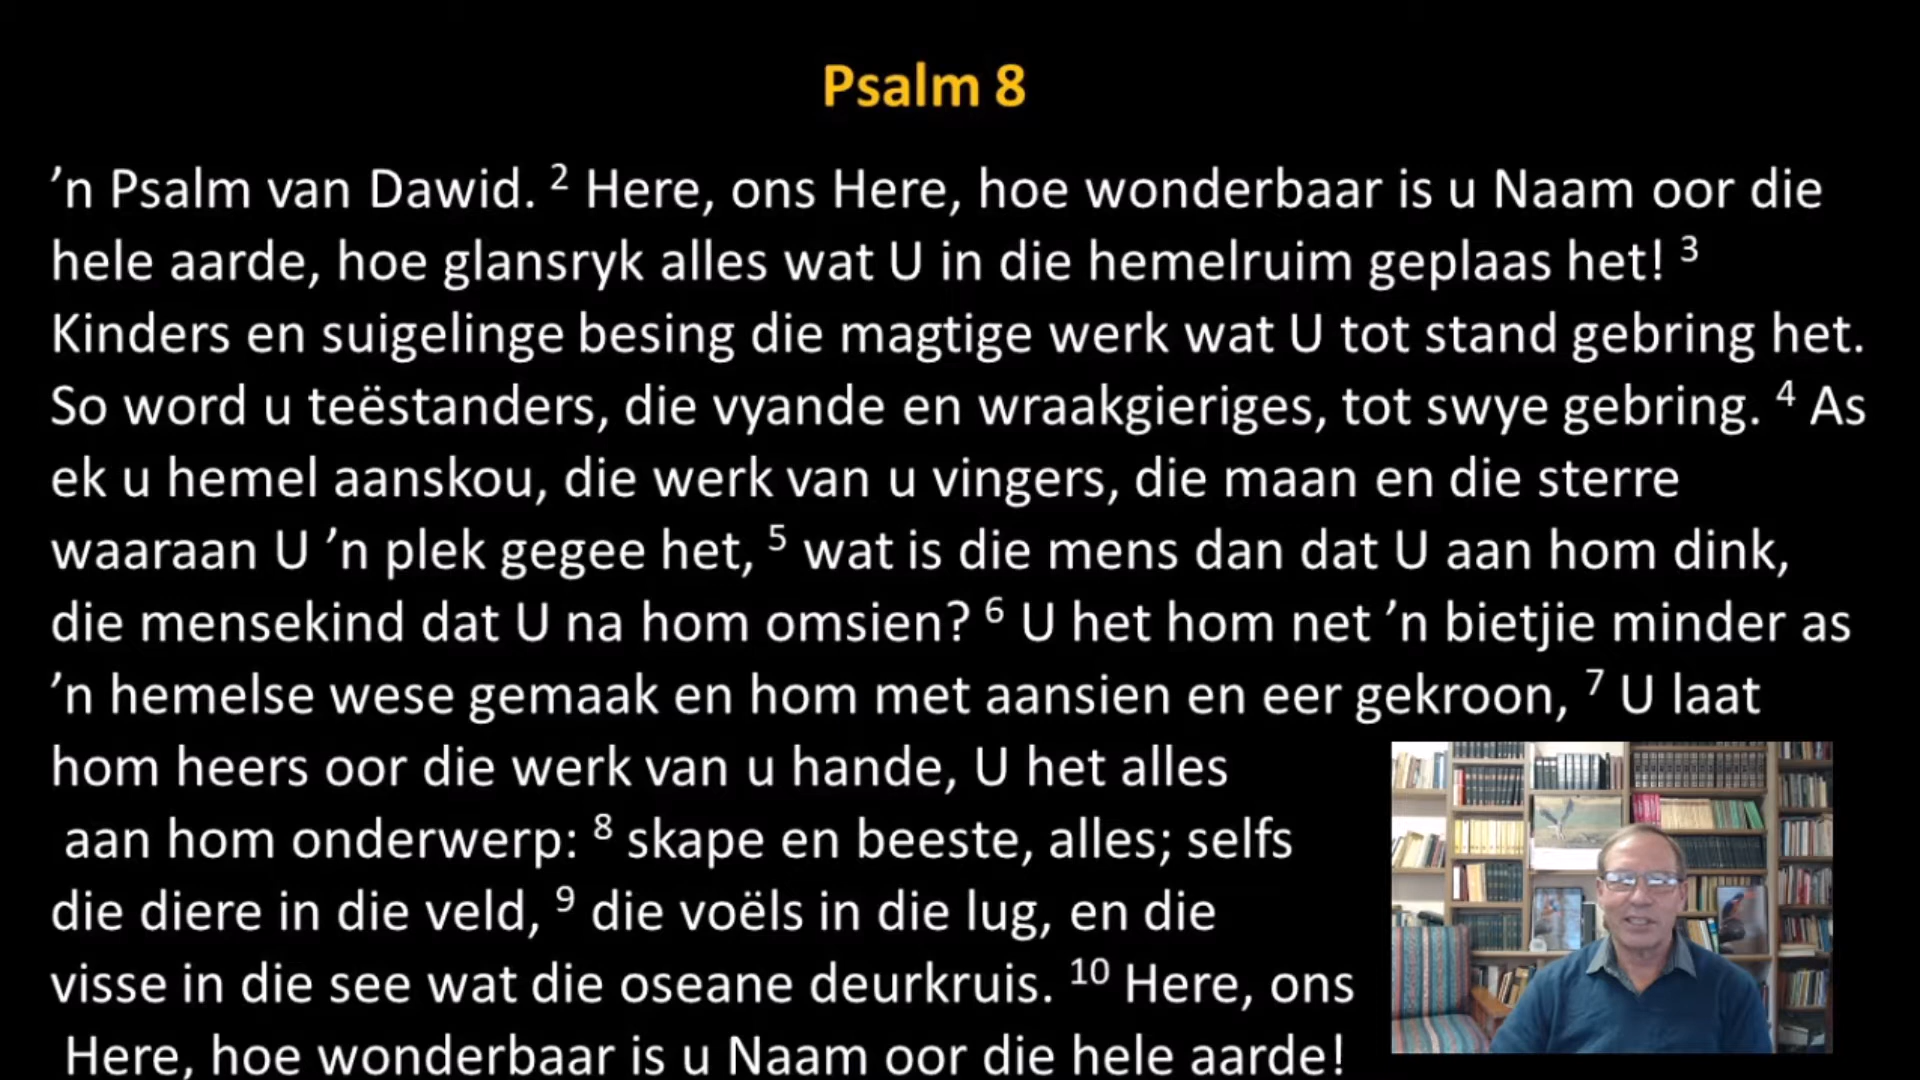 Psalm 8
’n Psalm van Dawid. ² Here, ons Here, hoe wonderbaar is u Naam oor die
hele aarde, hoe glansryk alles wat U in die hemelruim geplaas het! ³
Kinders en suigelinge besing die magtige werk wat U tot stand gebring het.
So word u teëstanders, die vyande en wraakgieriges, tot swye gebring. ⁴ As
ek u hemel aanskou, die werk van u vingers, die maan en die sterre
waaraan U ’n plek gegee het, ⁵ wat is die mens dan dat U aan hom dink,
die mensekind dat U na hom omsien? ⁶ U het hom net ’n bietjie minder as
’n hemelse wese gemaak en hom met aansien en eer gekroon, ⁷ U laat
hom heers oor die werk van u hande, U het alles
aan hom onderwerp: ⁸ skape en beeste, alles; selfs
die diere in die veld, ⁹ die voëls in die lug, en die
visse in die see wat die oseane deurkruis. ¹⁰ Here, ons
Here, hoe wonderbaar is u Naam oor die hele aarde!